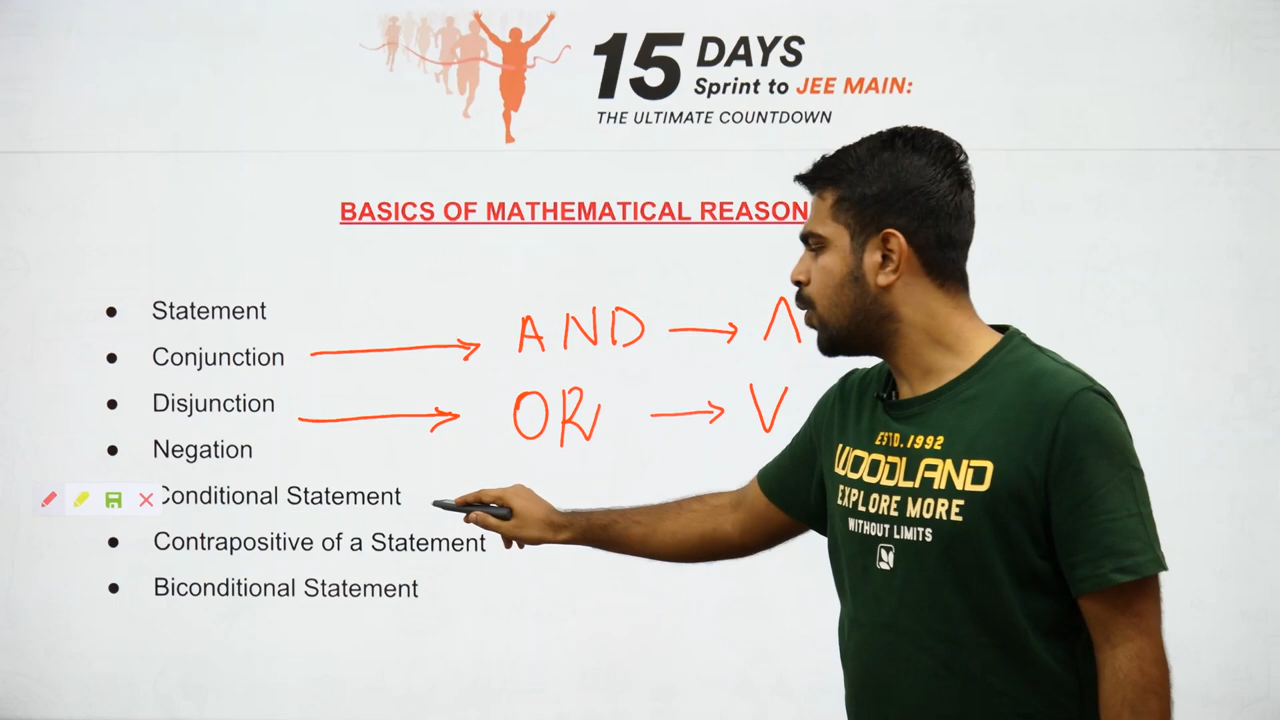 15 DAYS
Sprint to JEE MAIN:
THE ULTIMATE COUNTDOWN
BASICS OF MATHEMATICAL REASON
● Statement
● Conjunction → AND → ∧
● Disjunction → OR → ∨
● Negation
Conditional Statement
● Contrapositive of a Statement
● Biconditional Statement
ESTD. 1992
WOODLAND
EXPLORE MORE
WITHOUT LIMITS